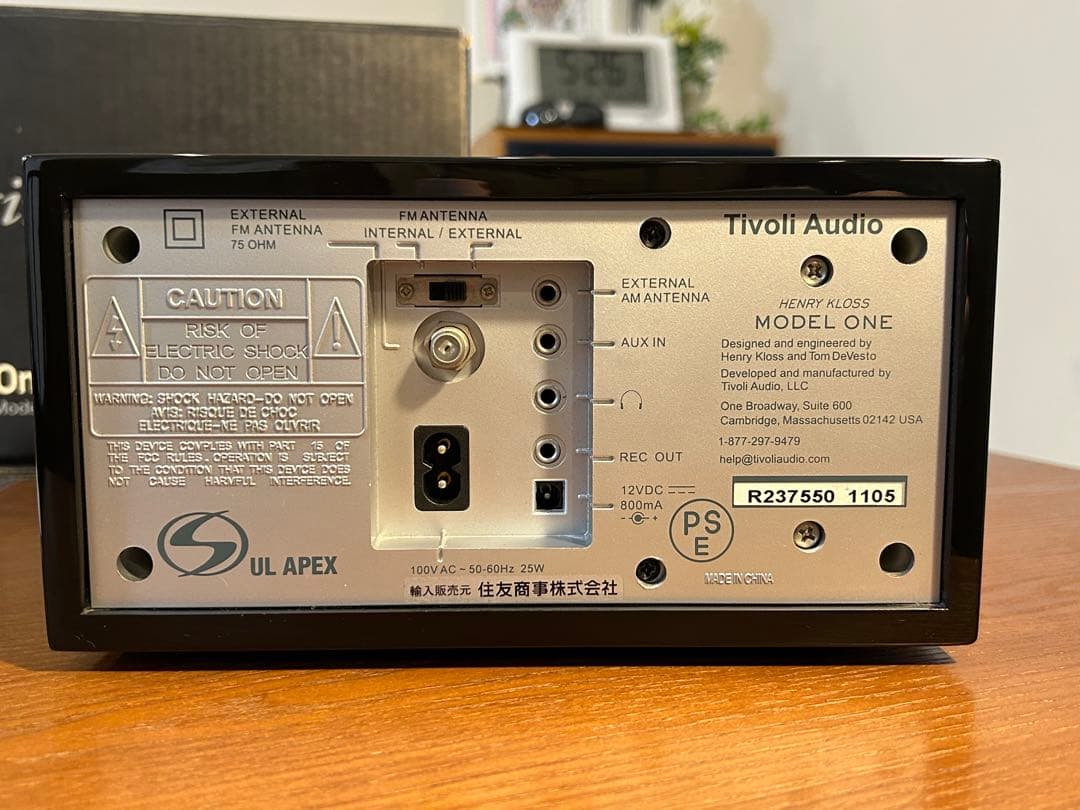 5:26
On
Mode
EXTERNAL
FM ANTENNA
75 OHM
FM ANTENNA
INTERNAL / EXTERNAL
Tivoli Audio
CAUTION
RISK OF
ELECTRIC SHOCK
DO NOT OPEN
WARNING: SHOCK HAZARD-DO NOT OPEN
AVIS: RISQUE DE CHOC
ELECTRIQUE-NE PAS OUVRIR
THIS DEVICE COMPLIES WITH PART 15 OF
THE FCC RULES. OPERATION IS SUBJECT
TO THE CONDITION THAT THIS DEVICE DOES
NOT CAUSE HARMFUL INTERFERENCE.
UL APEX
EXTERNAL
AM ANTENNA
AUX IN
REC OUT
12VDC
800mA
- +
100V AC ~ 50-60Hz 25W
輸入販売元 住友商事株式会社
HENRY KLOSS
MODEL ONE
Designed and engineered by
Henry Kloss and Tom DeVesto
Developed and manufactured by
Tivoli Audio, LLC
One Broadway, Suite 600
Cambridge, Massachusetts 02142 USA
1-877-297-9479
help@tivoliaudio.com
R237550 1105
PS
E
MADE IN CHINA